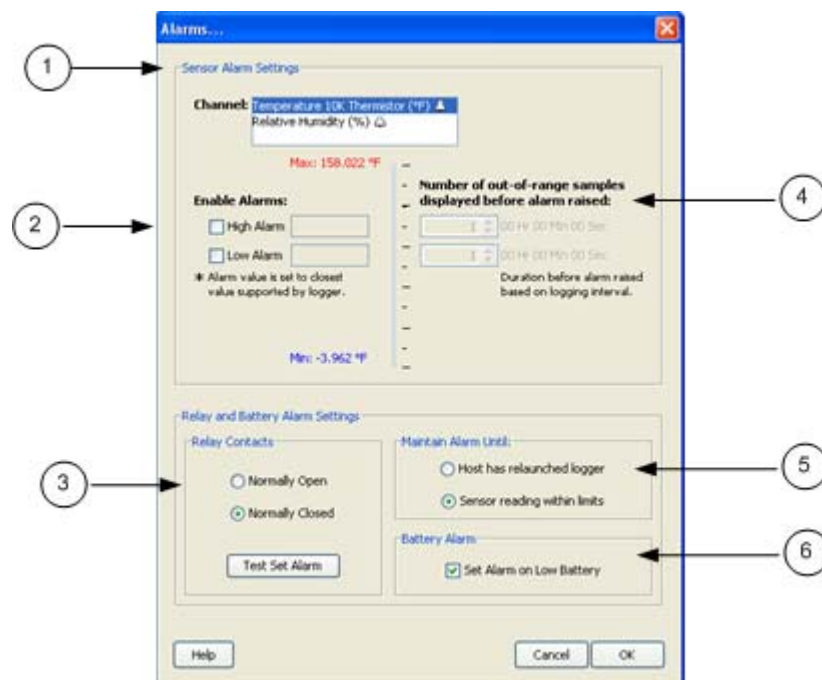 Alarms...
1
Sensor Alarm Settings
Channel: Temperature 10K Thermistor (°F)
Relative Humidity (%)
Max: 158.022 °F
Number of out-of-range samples
displayed before alarm raised:
4
Enable Alarms:
2
High Alarm
1 00 Hr 00 Min 00 Sec
Low Alarm
1 00 Hr 00 Min 00 Sec
* Alarm value is set to closest
value supported by logger.
Duration before alarm raised
based on logging interval.
Min: -3.962 °F
Relay and Battery Alarm Settings
Relay Contacts
Maintain Alarm Until:
3
Normally Open
Host has relaunched logger
5
Normally Closed
Sensor reading within limits
Battery Alarm
6
Test Set Alarm
Set Alarm on Low Battery
Help
Cancel
OK